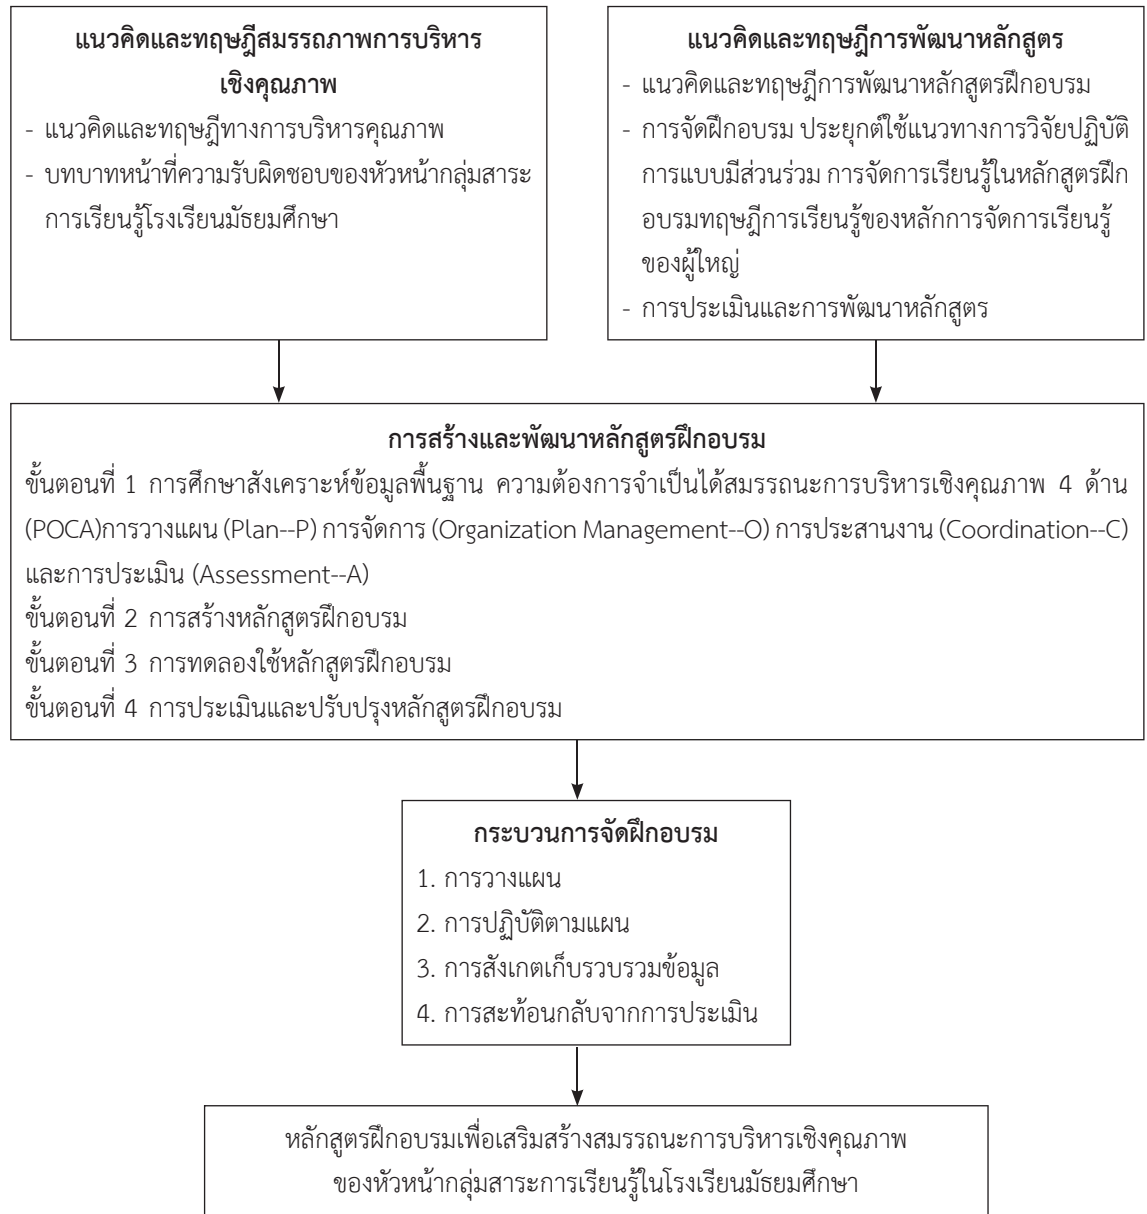 แนวคิดและทฤษฎีสมรรถภาพการบริหาร
เชิงคุณภาพ
- แนวคิดและทฤษฎีทางการบริหารคุณภาพ
- บทบาทหน้าที่ความรับผิดชอบของหัวหน้ากลุ่มสาระ
การเรียนรู้โรงเรียนมัธยมศึกษา
แนวคิดและทฤษฎีการพัฒนาหลักสูตร
- แนวคิดและทฤษฎีการพัฒนาหลักสูตรฝึกอบรม
- การจัดฝึกอบรม ประยุกต์ใช้แนวทางการวิจัยปฏิบัติ
การแบบมีส่วนร่วม การจัดการเรียนรู้ในหลักสูตรฝึก
อบรมทฤษฎีการเรียนรู้ของหลักการจัดการเรียนรู้
ของผู้ใหญ่
- การประเมินและการพัฒนาหลักสูตร
การสร้างและพัฒนาหลักสูตรฝึกอบรม
ขั้นตอนที่ 1 การศึกษาสังเคราะห์ข้อมูลพื้นฐาน ความต้องการจำเป็นได้สมรรถนะการบริหารเชิงคุณภาพ 4 ด้าน
(POCA)การวางแผน (Plan--P) การจัดการ (Organization Management--O) การประสานงาน (Coordination--C)
และการประเมิน (Assessment--A)
ขั้นตอนที่ 2 การสร้างหลักสูตรฝึกอบรม
ขั้นตอนที่ 3 การทดลองใช้หลักสูตรฝึกอบรม
ขั้นตอนที่ 4 การประเมินและปรับปรุงหลักสูตรฝึกอบรม
กระบวนการจัดฝึกอบรม
1. การวางแผน
2. การปฏิบัติตามแผน
3. การสังเกตเก็บรวบรวมข้อมูล
4. การสะท้อนกลับจากการประเมิน
หลักสูตรฝึกอบรมเพื่อเสริมสร้างสมรรถนะการบริหารเชิงคุณภาพ
ของหัวหน้ากลุ่มสาระการเรียนรู้ในโรงเรียนมัธยมศึกษา